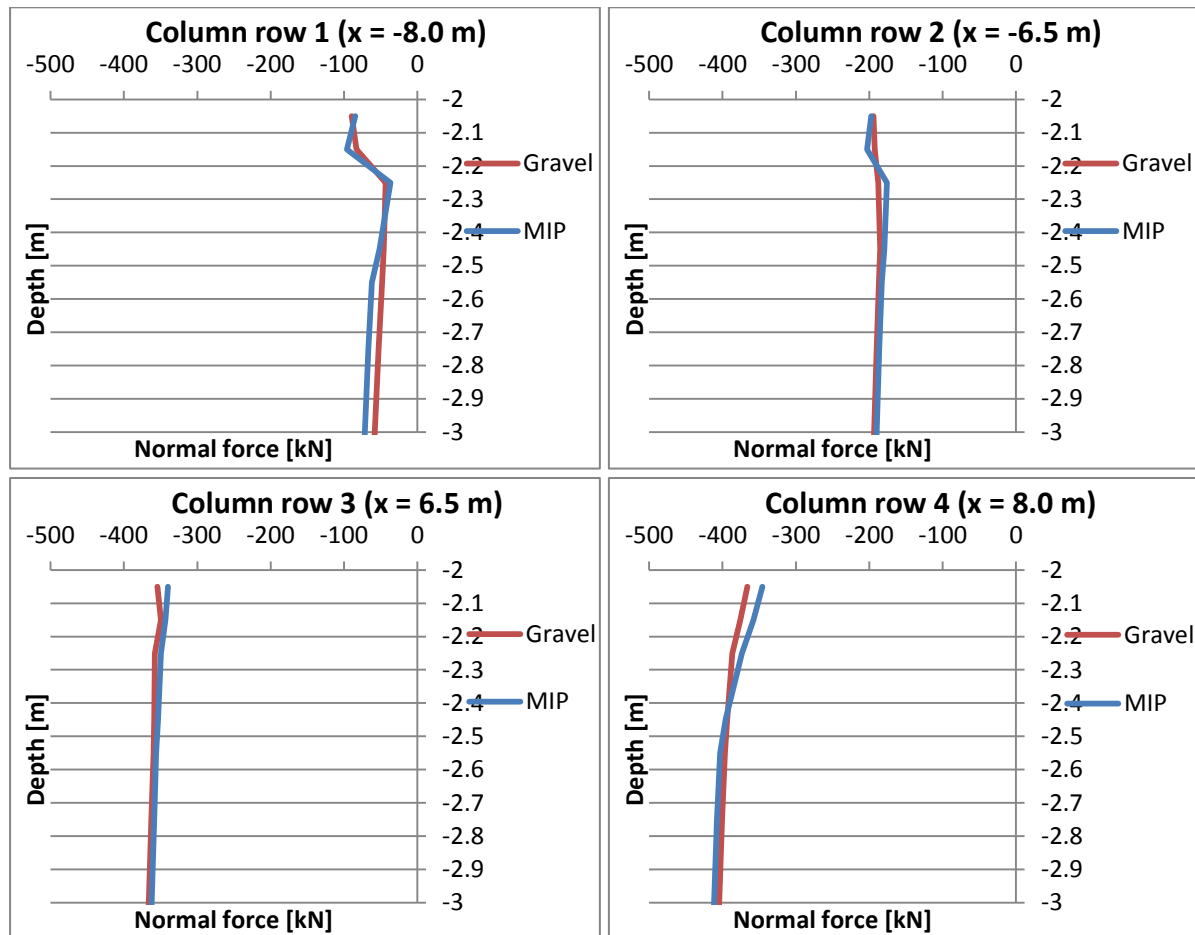 Column row 1 (x = -8.0 m)
-500 -400 -300 -200 -100 0
-2
-2.1
-2.2
-2.3
-2.4
-2.5
-2.6
-2.7
-2.8
-2.9
-3
Depth [m]
Normal force [kN]
Gravel
MIP
Column row 2 (x = -6.5 m)
-500 -400 -300 -200 -100 0
-2
-2.1
-2.2
-2.3
-2.4
-2.5
-2.6
-2.7
-2.8
-2.9
-3
Depth [m]
Normal force [kN]
Gravel
MIP
Column row 3 (x = 6.5 m)
-500 -400 -300 -200 -100 0
-2
-2.1
-2.2
-2.3
-2.4
-2.5
-2.6
-2.7
-2.8
-2.9
-3
Depth [m]
Normal force [kN]
Gravel
MIP
Column row 4 (x = 8.0 m)
-500 -400 -300 -200 -100 0
-2
-2.1
-2.2
-2.3
-2.4
-2.5
-2.6
-2.7
-2.8
-2.9
-3
Depth [m]
Normal force [kN]
Gravel
MIP